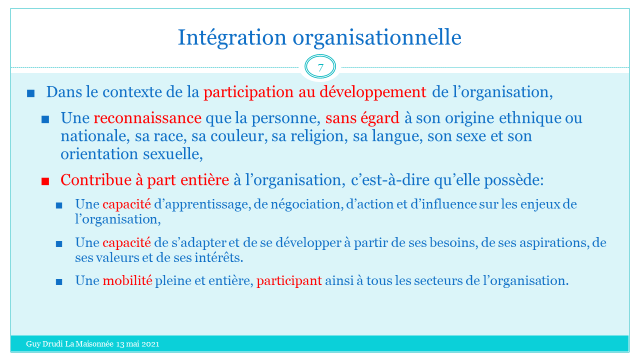 Intégration organisationnelle
7
Dans le contexte de la participation au développement de l'organisation,
Une reconnaissance que la personne, sans égard à son origine ethnique ou
nationale, sa race, sa couleur, sa religion, sa langue, son sexe et son
orientation sexuelle,
Contribue à part entière à l'organisation, c'est-à-dire qu'elle possède:
Une capacité d'apprentissage, de négociation, d'action et d'influence sur les enjeux de
l'organisation,
Une capacité de s'adapter et de se développer à partir de ses besoins, de ses aspirations, de
ses valeurs et de ses intérêts.
Une mobilité pleine et entière, participant ainsi à tous les secteurs de l'organisation.
Guy Drudi La Maisonnée 13 mai 2021